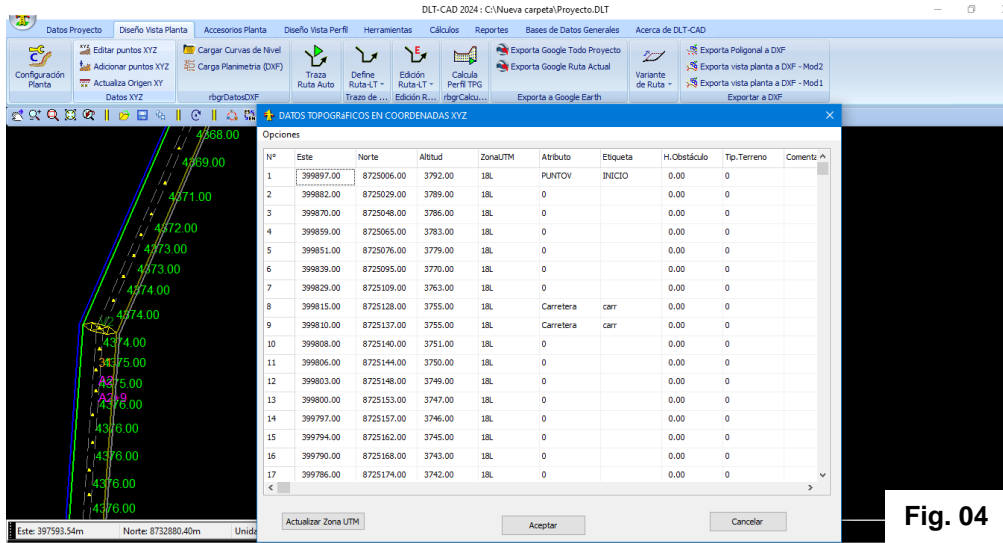 DLT-CAD 2024 : C:\Nueva carpeta\Proyecto.DLT
Datos Proyecto Diseño Vista Planta Accesorios Planta Diseño Vista Perfil Herramientas Cálculos Reportes Bases de Datos Generales Acerca de DLT-CAD
Configuración Planta
XYZ Editar puntos XYZ
XYZ Adicionar puntos XYZ
XY Actualiza Origen XY
Datos XYZ
Cargar Curvas de Nivel
Carga Planimetria (DXF)
rbgrDatosDXF
Traza Ruta Auto
Define Ruta-LT
Trazo de ...
Edición Ruta-LT
Edición R...
Calcula Perfil TPG
rbgrCalcu...
Exporta Google Todo Proyecto
Exporta Google Ruta Actual
Exporta a Google Earth
Variante de Ruta
Exporta Poligonal a DXF
Exporta vista planta a DXF - Mod2
Exporta vista planta a DXF - Mod1
Exportar a DXF
DATOS TOPOGRáFICOS EN COORDENADAS XYZ
Opciones
Nº Este Norte Altitud ZonaUTM Atributo Etiqueta H.Obstáculo Tip.Terreno Comenta
1 399897.00 8725006.00 3792.00 18L PUNTOV INICIO 0.00 0
2 399882.00 8725029.00 3789.00 18L 0 0.00 0
3 399870.00 8725048.00 3786.00 18L 0 0.00 0
4 399859.00 8725065.00 3783.00 18L 0 0.00 0
5 399851.00 8725076.00 3779.00 18L 0 0.00 0
6 399839.00 8725095.00 3770.00 18L 0 0.00 0
7 399829.00 8725109.00 3763.00 18L 0 0.00 0
8 399815.00 8725128.00 3755.00 18L Carretera carr 0.00 0
9 399810.00 8725137.00 3755.00 18L Carretera carr 0.00 0
10 399808.00 8725140.00 3751.00 18L 0 0.00 0
11 399806.00 8725144.00 3750.00 18L 0 0.00 0
12 399803.00 8725148.00 3749.00 18L 0 0.00 0
13 399800.00 8725153.00 3747.00 18L 0 0.00 0
14 399797.00 8725157.00 3746.00 18L 0 0.00 0
15 399794.00 8725162.00 3745.00 18L 0 0.00 0
16 399790.00 8725168.00 3743.00 18L 0 0.00 0
17 399786.00 8725174.00 3742.00 18L 0 0.00 0
Actualizar Zona UTM Aceptar Cancelar
4368.00
4369.00
4371.00
4372.00
4373.00
4373.00
4374.00
4374.00
4374.00
4375.00
4375.00
4376.00
4376.00
4376.00
4376.00
4376.00
Este: 397593.54m Norte: 8732880.40m Unida
Fig. 04